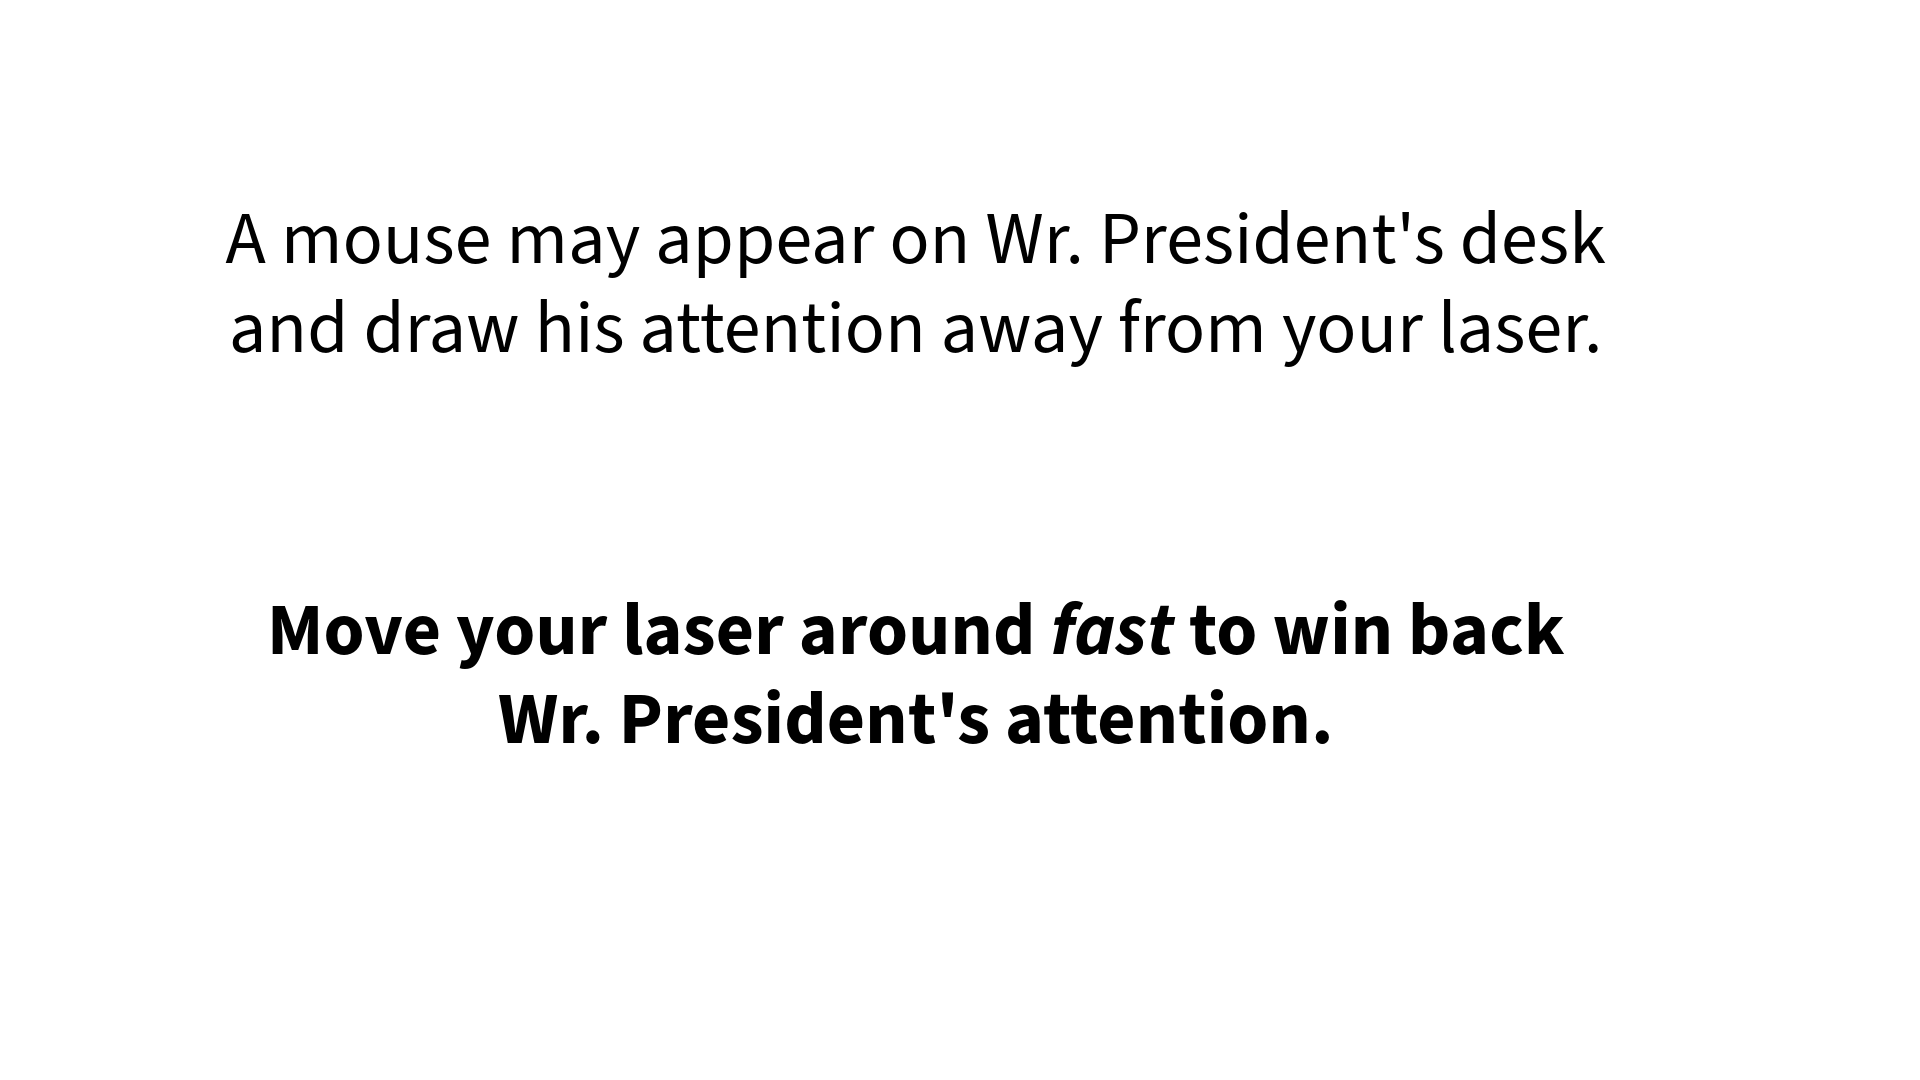 A mouse may appear on Wr. President's desk
and draw his attention away from your laser.
Move your laser around fast to win back
Wr. President's attention.